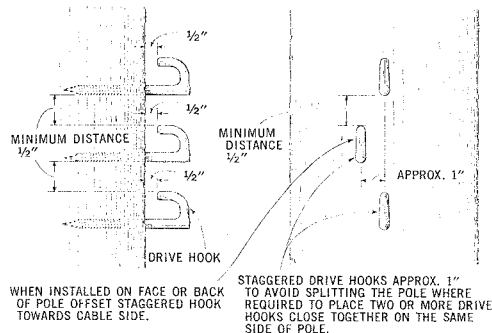 ½"
½"
MINIMUM DISTANCE
½"
½"
DRIVE HOOK
WHEN INSTALLED ON FACE OR BACK
OF POLE OFFSET STAGGERED HOOK
TOWARDS CABLE SIDE.
MINIMUM
DISTANCE
½"
APPROX. 1"
STAGGERED DRIVE HOOKS APPROX. 1"
TO AVOID SPLITTING THE POLE WHERE
REQUIRED TO PLACE TWO OR MORE DRIVE
HOOKS CLOSE TOGETHER ON THE SAME
SIDE OF POLE.